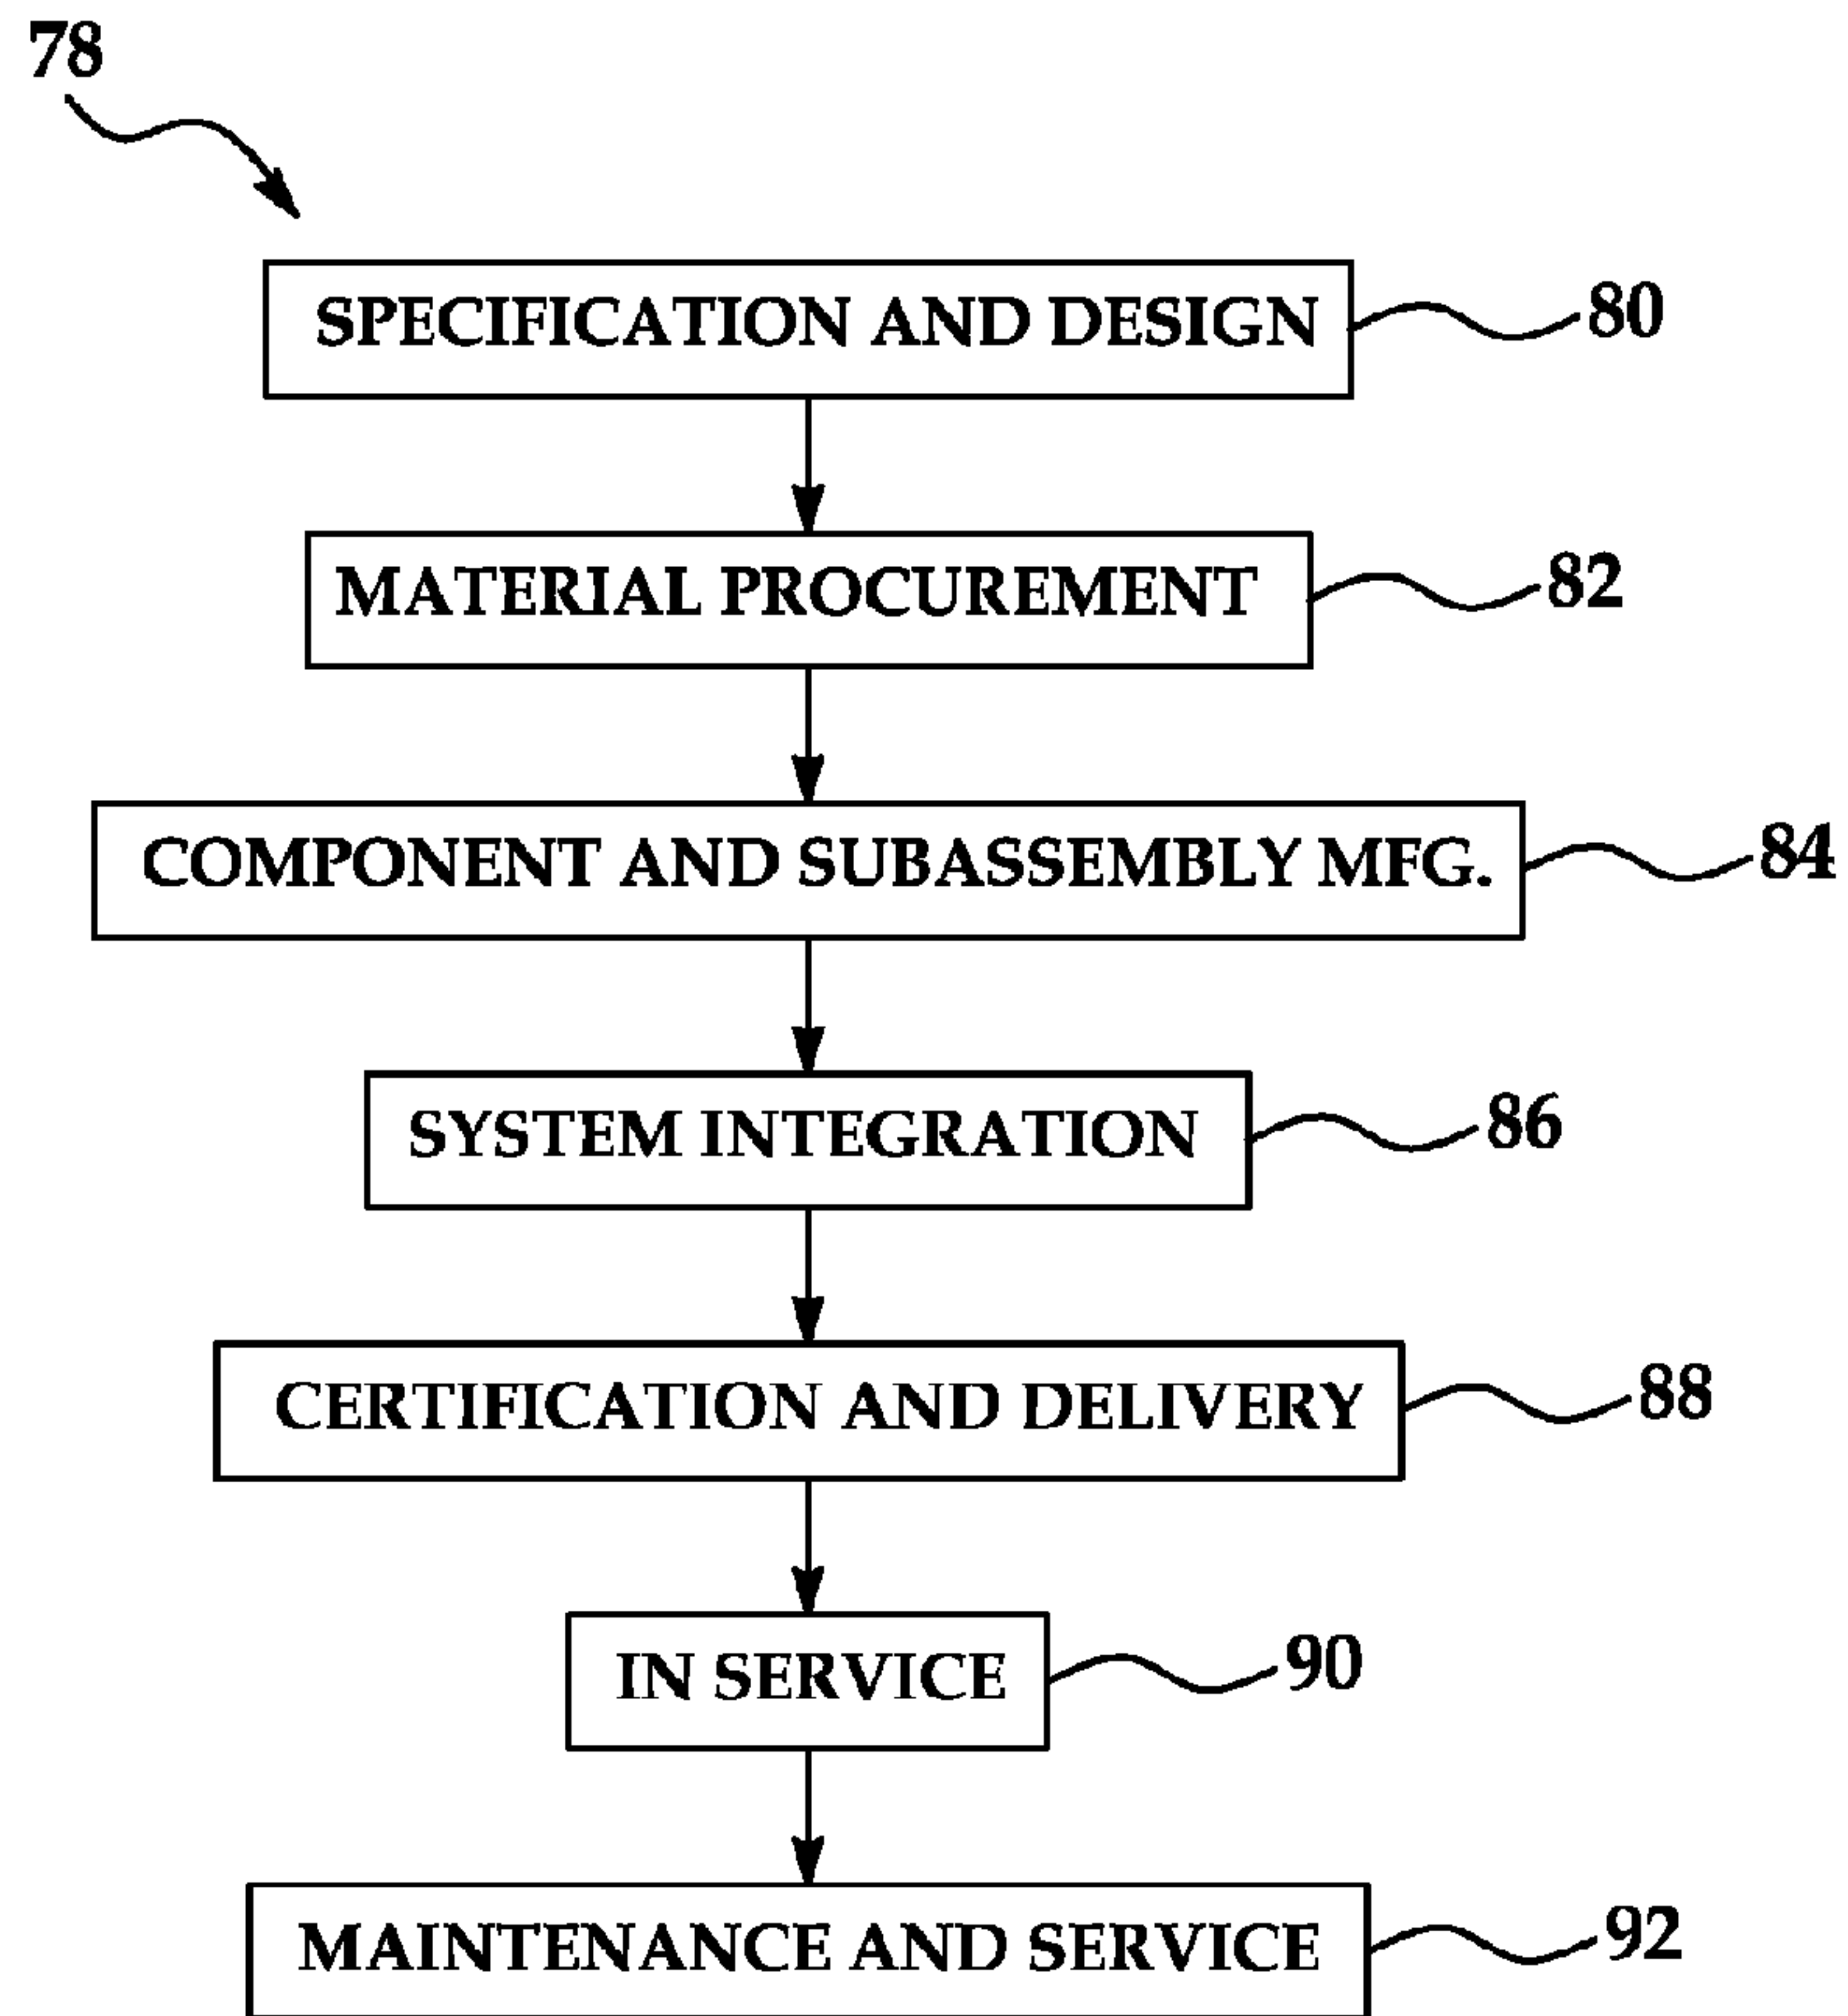 78
SPECIFICATION AND DESIGN 80
MATERIAL PROCUREMENT 82
COMPONENT AND SUBASSEMBLY MFG. 84
SYSTEM INTEGRATION 86
CERTIFICATION AND DELIVERY 88
IN SERVICE 90
MAINTENANCE AND SERVICE 92